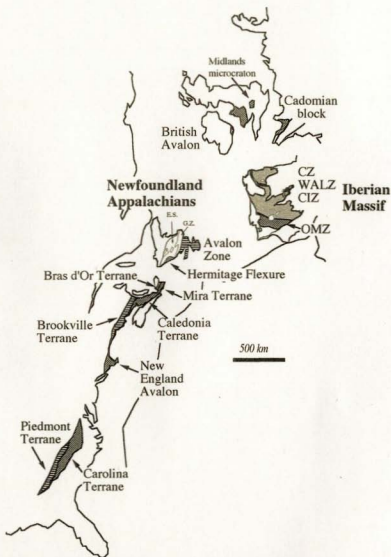 Midlands
microcraton
Cadomian
block
British
Avalon
CZ
WALZ
CIZ
Iberian
Massif
OMZ
Newfoundland
Appalachians
E.S.
G.Z.
Avalon
Zone
Hermitage Flexure
Bras d'Or Terrane
Mira Terrane
Caledonia
Terrane
Brookville
Terrane
500 km
New
England
Avalon
Piedmont
Terrane
Carolina
Terrane